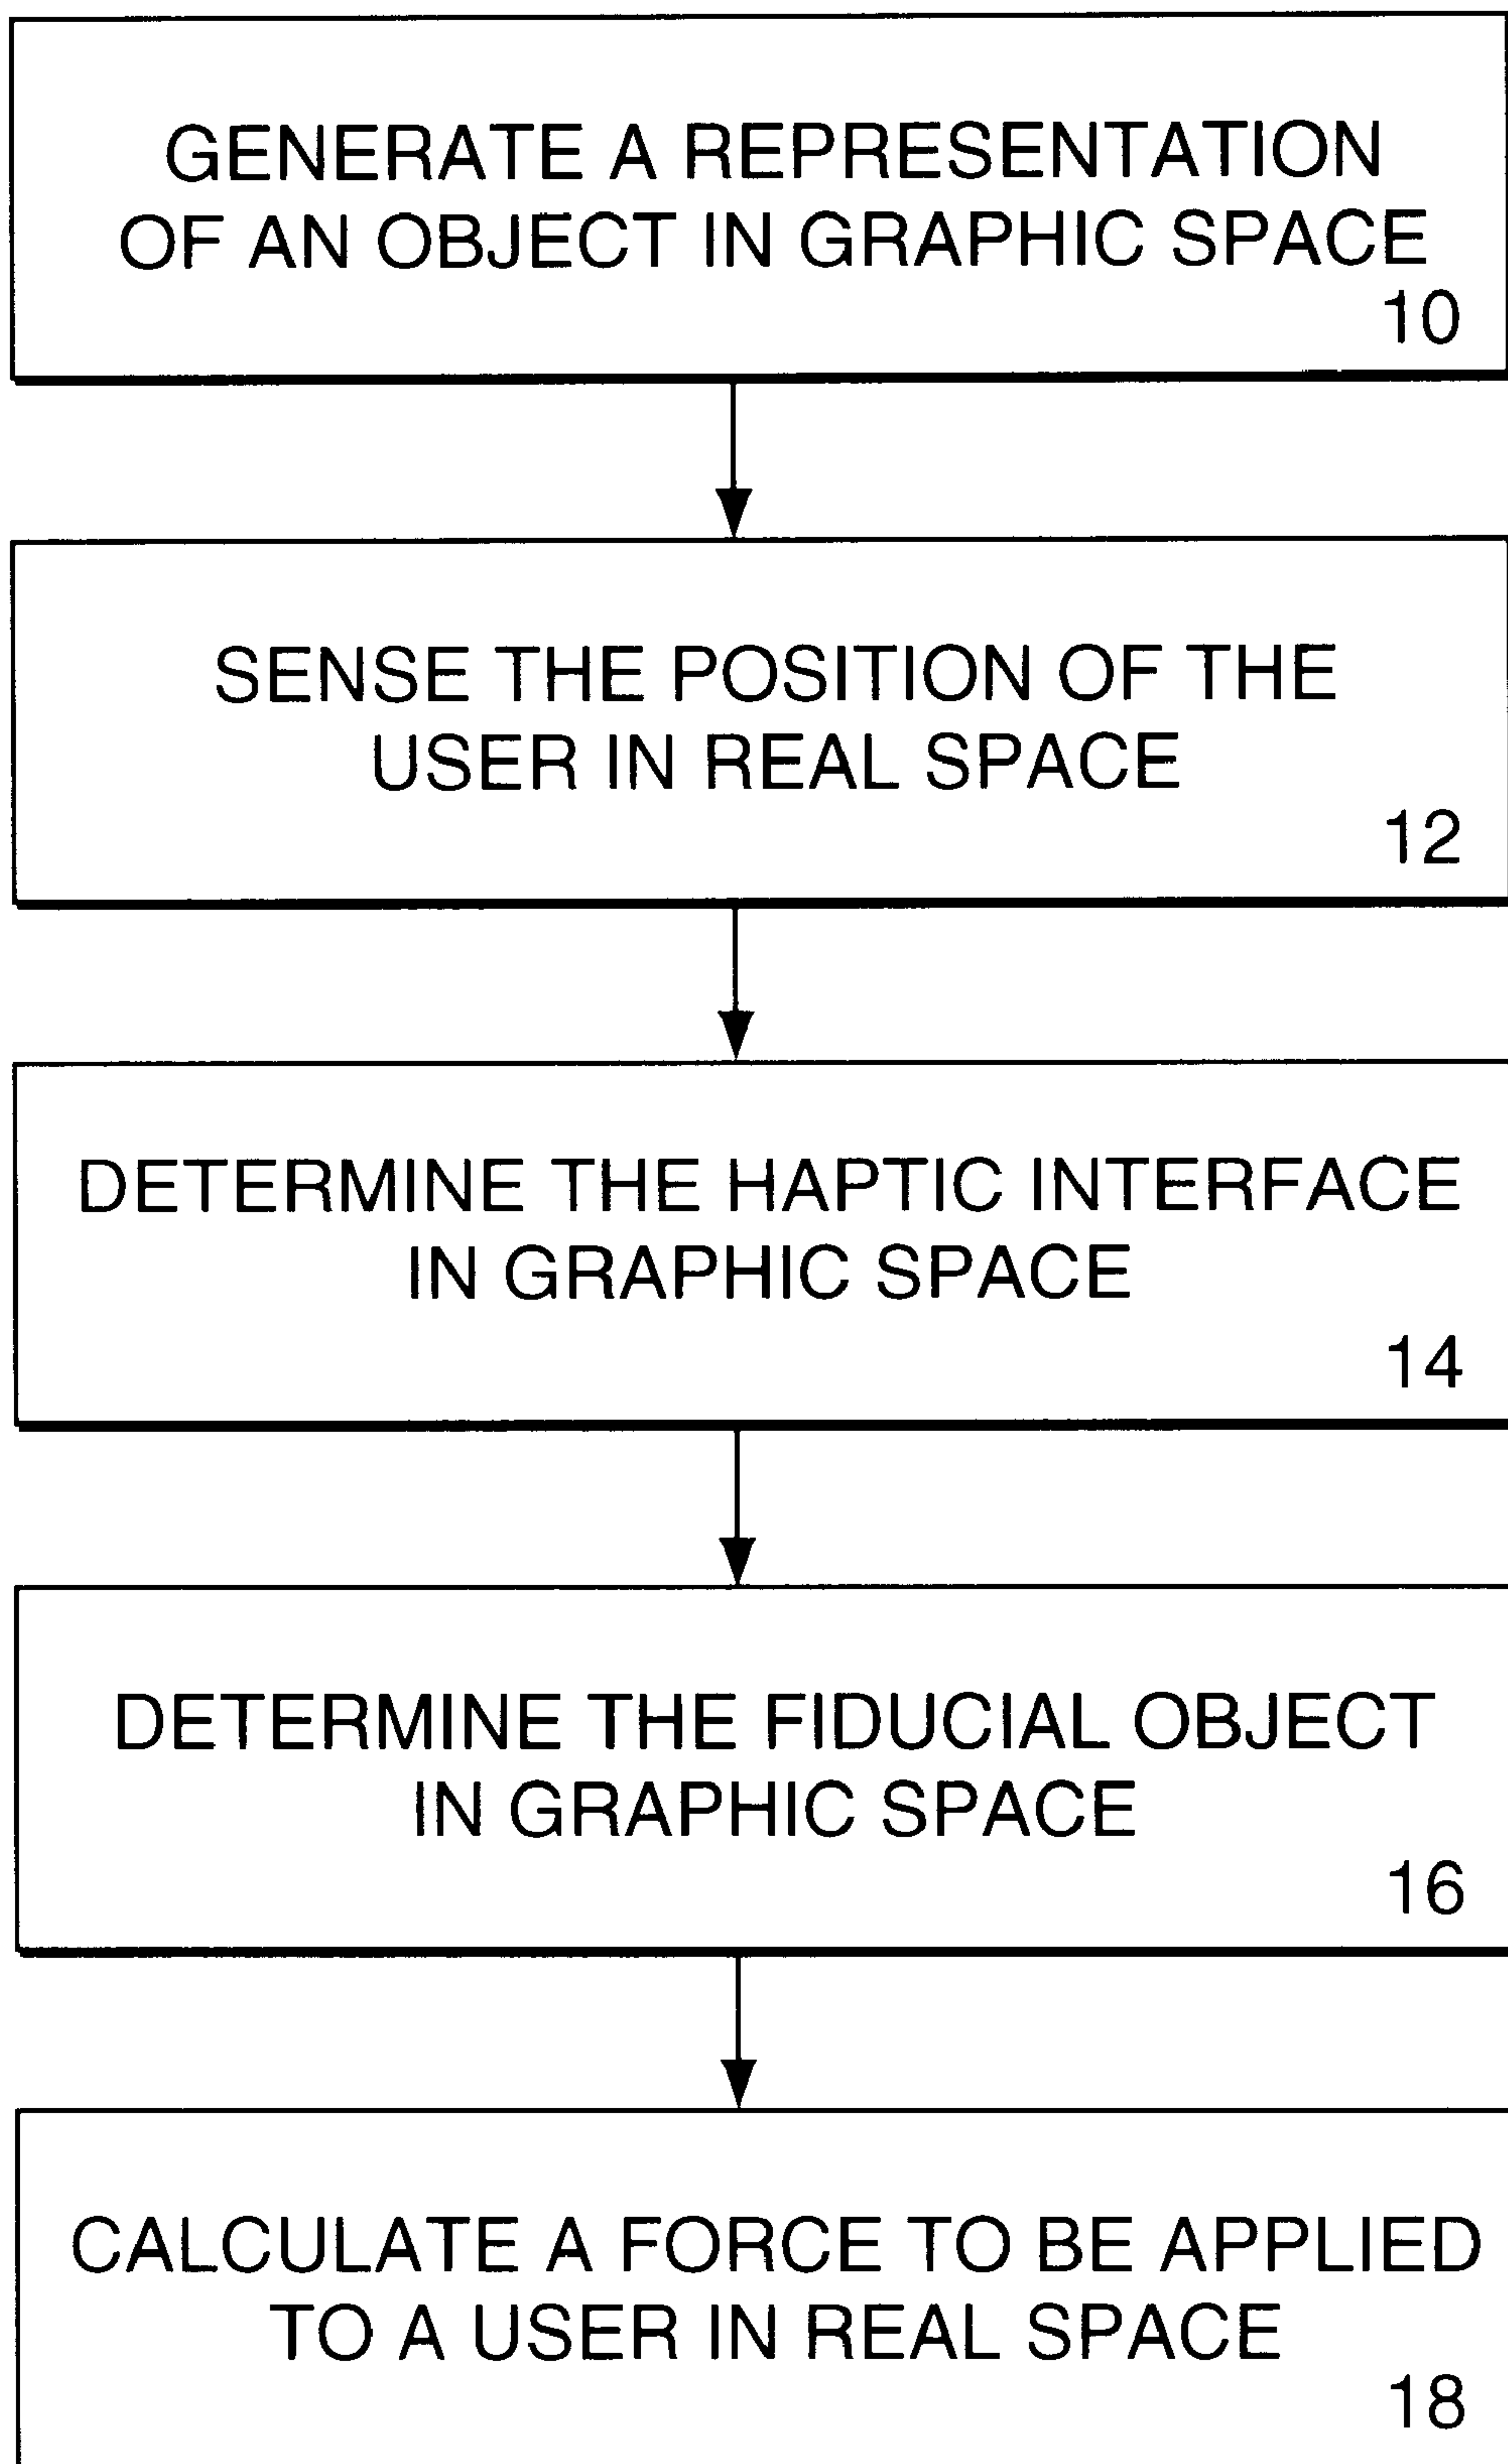 GENERATE A REPRESENTATION
OF AN OBJECT IN GRAPHIC SPACE
10
SENSE THE POSITION OF THE
USER IN REAL SPACE
12
DETERMINE THE HAPTIC INTERFACE
IN GRAPHIC SPACE
14
DETERMINE THE FIDUCIAL OBJECT
IN GRAPHIC SPACE
16
CALCULATE A FORCE TO BE APPLIED
TO A USER IN REAL SPACE
18